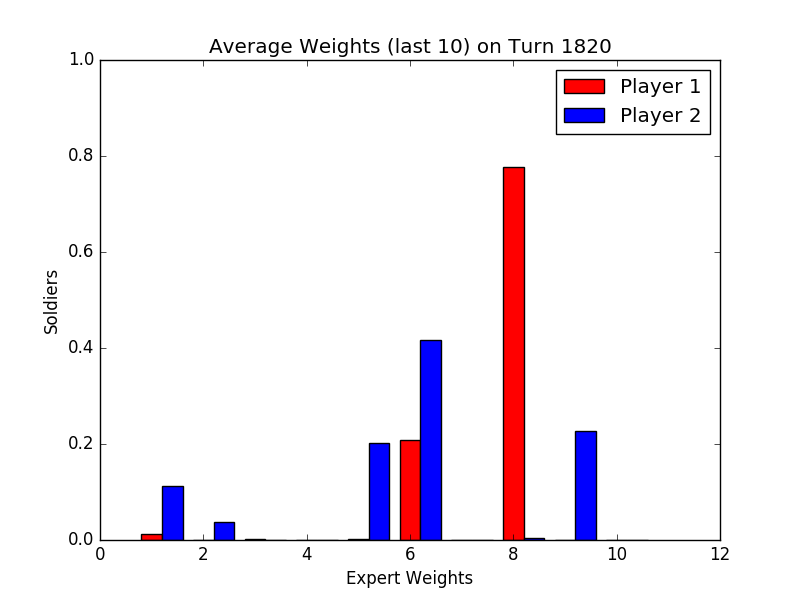 Average Weights (last 10) on Turn 1820
1.0
Player 1
Player 2
0.8
0.6
Soldiers
0.4
0.2
0.0
0 2 4 6 8 10 12
Expert Weights